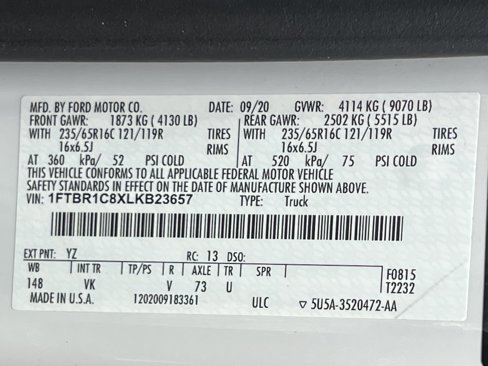 MFD. BY FORD MOTOR CO. DATE: 09/20 GVWR: 4114 KG ( 9070 LB)
FRONT GAWR: 1873 KG ( 4130 LB) REAR GAWR: 2502 KG ( 5515 LB)
WITH 235/65R16C 121/119R TIRES WITH 235/65R16C 121/119R TIRES
16x6.5J RIMS 16x6.5J RIMS
AT 360 kPa/ 52 PSI COLD AT 520 kPa/ 75 PSI COLD
THIS VEHICLE CONFORMS TO ALL APPLICABLE FEDERAL MOTOR VEHICLE
SAFETY STANDARDS IN EFFECT ON THE DATE OF MANUFACTURE SHOWN ABOVE.
VIN: 1FTBR1C8XLKB23657 TYPE: Truck
EXT PNT: YZ RC: 13 DSO:
WB INT TR TP/PS R AXLE TR SPR F0815
148 VK V 73 U T2232
MADE IN U.S.A. 1202009183361 ULC ▽ 5U5A-3520472-AA